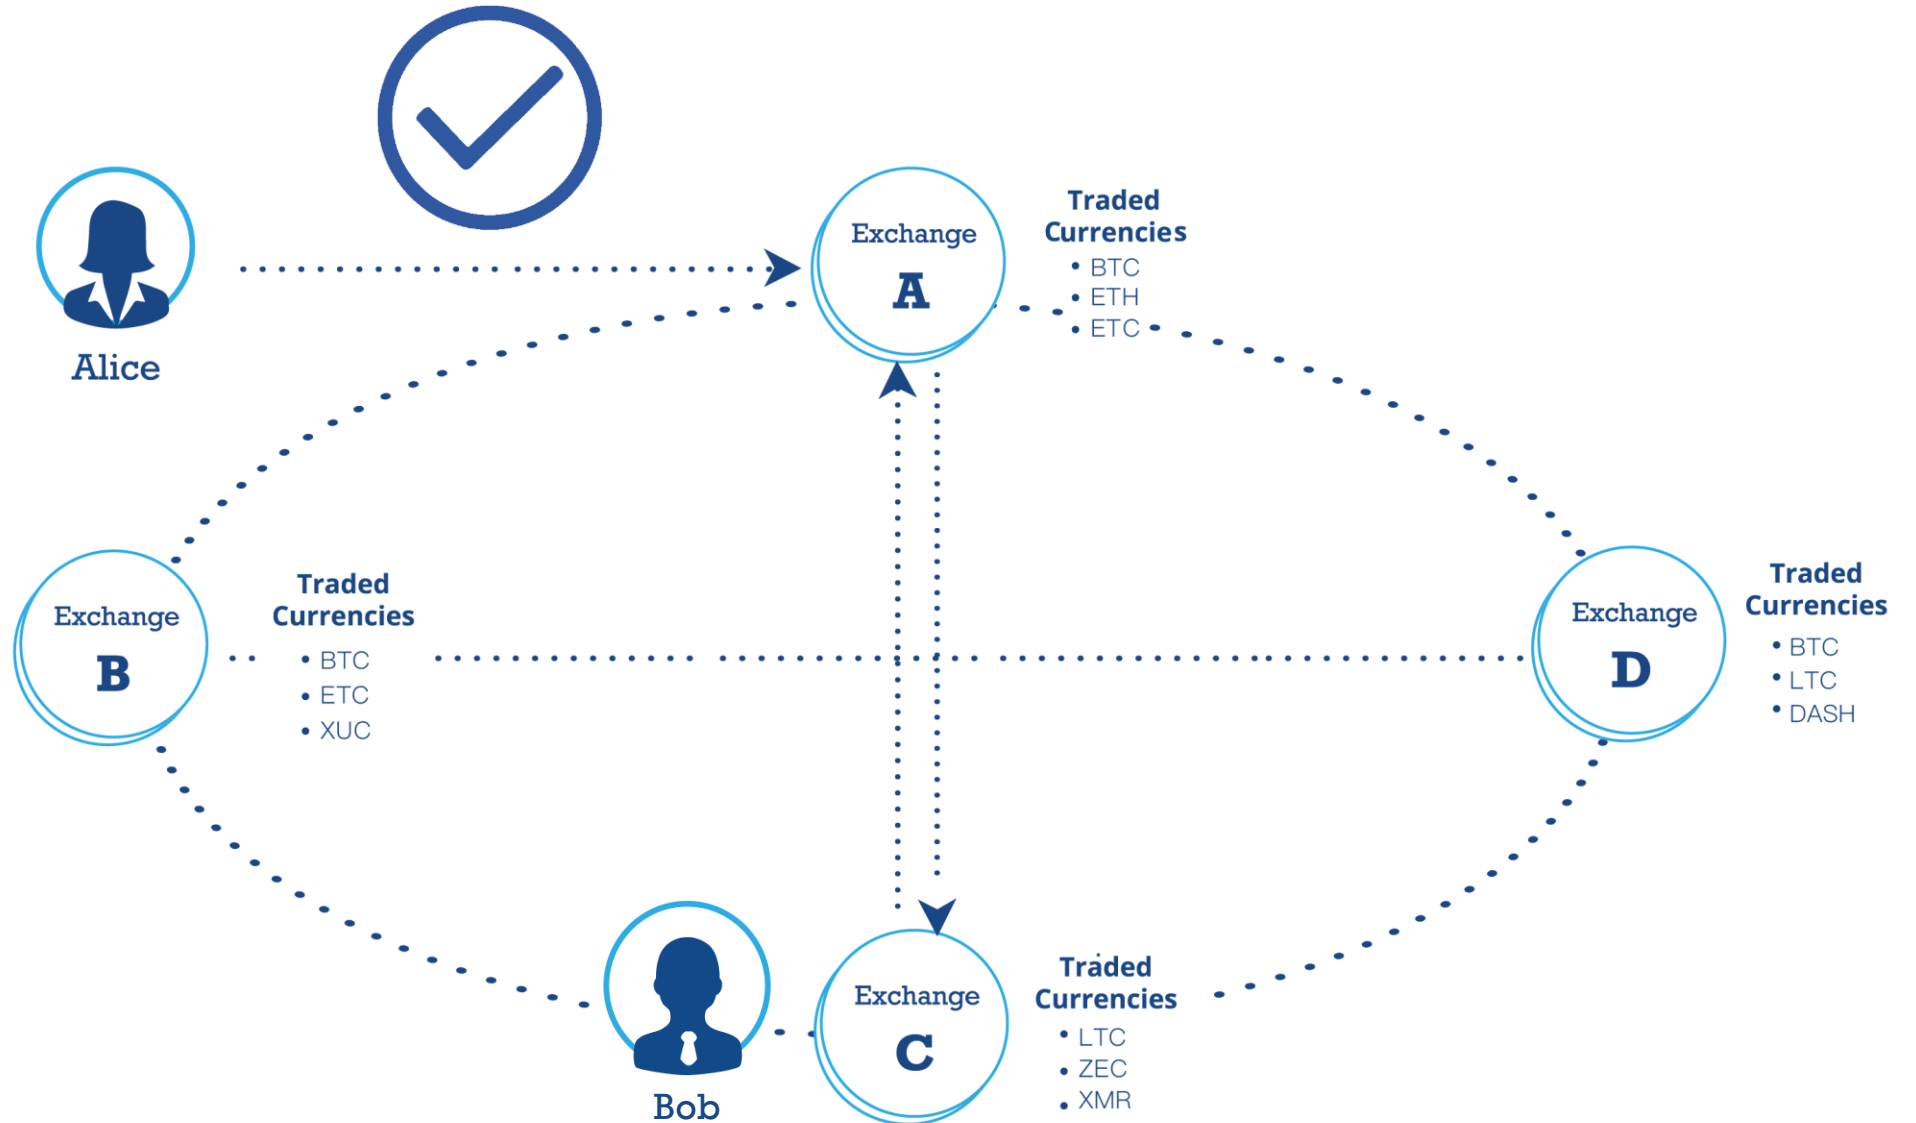 Alice
Exchange
A
Traded
Currencies
• BTC
• ETH
• ETC
Exchange
B
Traded
Currencies
• BTC
• ETC
• XUC
Exchange
D
Traded
Currencies
• BTC
• LTC
• DASH
Bob
Exchange
C
Traded
Currencies
• LTC
• ZEC
• XMR